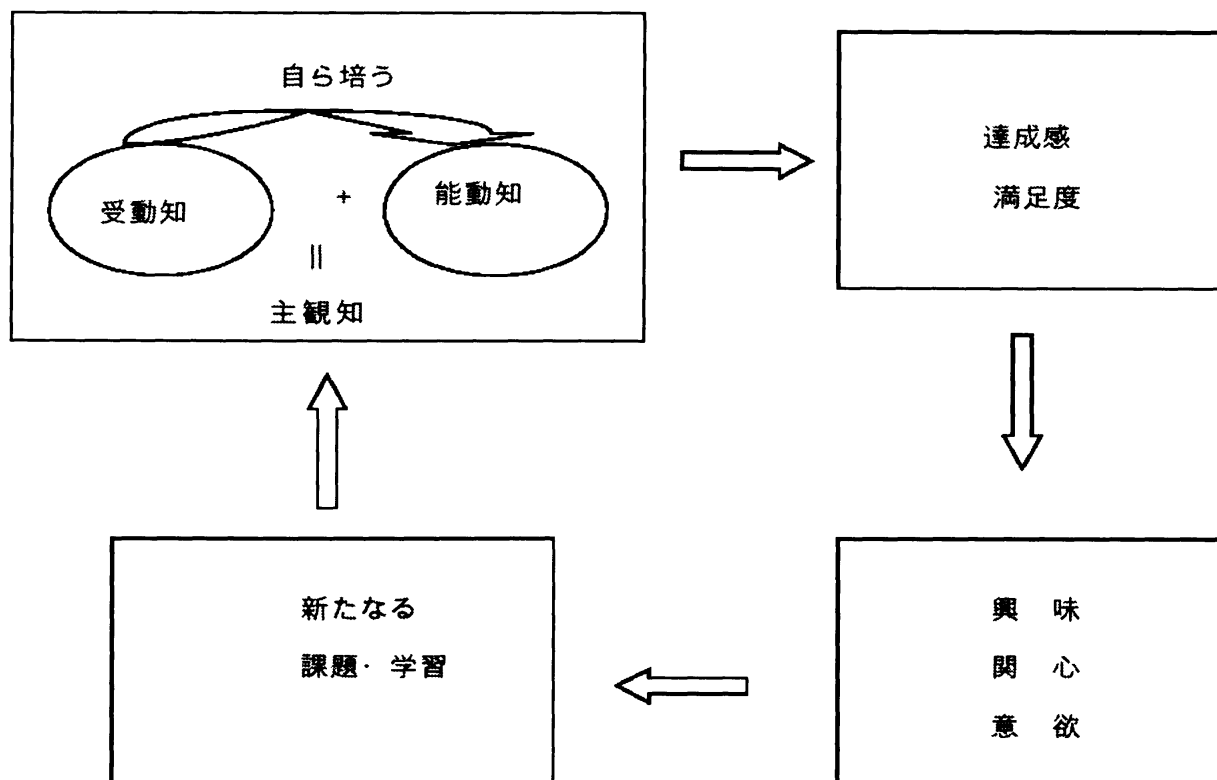 自ら培う
受動知 + 能動知
||
主観知
達成感
満足度
興 味
関 心
意 欲
新たなる
課題・学習